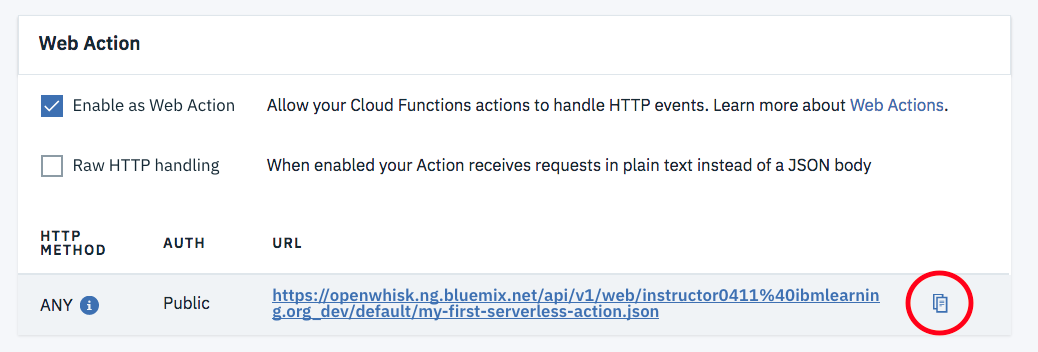 Web Action
Enable as Web Action
Allow your Cloud Functions actions to handle HTTP events. Learn more about Web Actions.
Raw HTTP handling
When enabled your Action receives requests in plain text instead of a JSON body
HTTP
METHOD
AUTH
URL
ANY
Public
https://openwhisk.ng.bluemix.net/api/v1/web/instructor0411%40ibmlearnin
g.org_dev/default/my-first-serverless-action.json